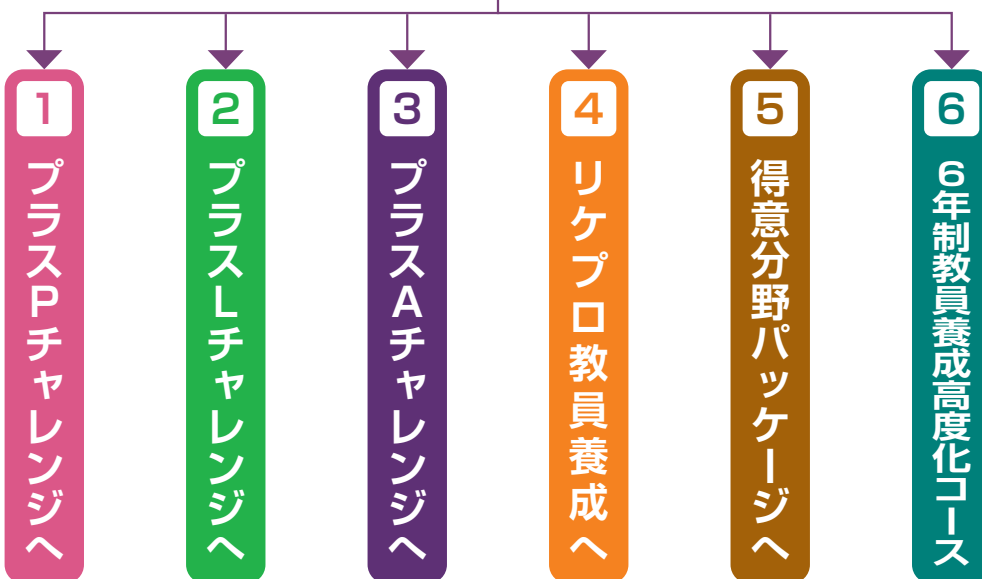 1 プラスPチャレンジへ
2 プラスLチャレンジへ
3 プラスAチャレンジへ
4 リケプロ教員養成へ
5 得意分野パッケージへ
6 6年制教員養成高度化コース